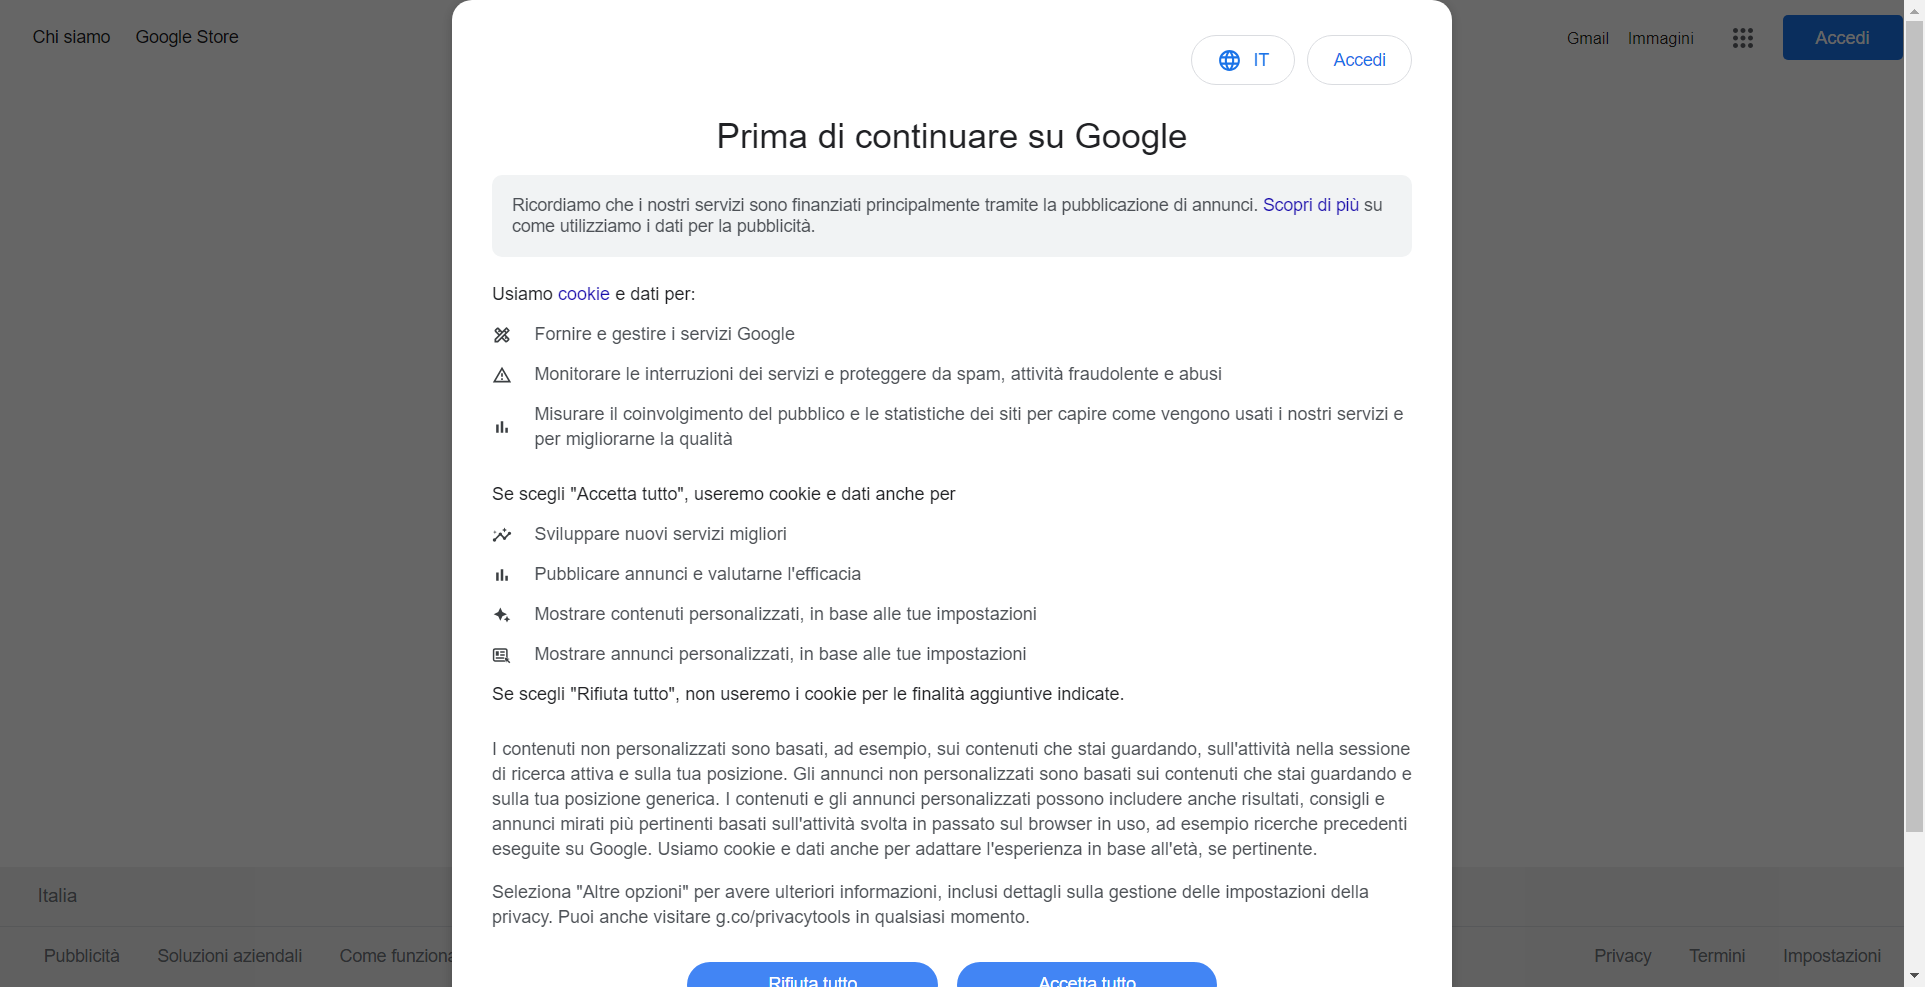 Chi siamo Google Store
Gmail Immagini Accedi
IT Accedi
Prima di continuare su Google
Ricordiamo che i nostri servizi sono finanziati principalmente tramite la pubblicazione di annunci. Scopri di più su
come utilizziamo i dati per la pubblicità.
Usiamo cookie e dati per:
Fornire e gestire i servizi Google
Monitorare le interruzioni dei servizi e proteggere da spam, attività fraudolente e abusi
Misurare il coinvolgimento del pubblico e le statistiche dei siti per capire come vengono usati i nostri servizi e
per migliorarne la qualità
Se scegli "Accetta tutto", useremo cookie e dati anche per
Sviluppare nuovi servizi migliori
Pubblicare annunci e valutarne l'efficacia
Mostrare contenuti personalizzati, in base alle tue impostazioni
Mostrare annunci personalizzati, in base alle tue impostazioni
Se scegli "Rifiuta tutto", non useremo i cookie per le finalità aggiuntive indicate.
I contenuti non personalizzati sono basati, ad esempio, sui contenuti che stai guardando, sull'attività nella sessione
di ricerca attiva e sulla tua posizione. Gli annunci non personalizzati sono basati sui contenuti che stai guardando e
sulla tua posizione generica. I contenuti e gli annunci personalizzati possono includere anche risultati, consigli e
annunci mirati più pertinenti basati sull'attività svolta in passato sul browser in uso, ad esempio ricerche precedenti
eseguite su Google. Usiamo cookie e dati anche per adattare l'esperienza in base all'età, se pertinente.
Seleziona "Altre opzioni" per avere ulteriori informazioni, inclusi dettagli sulla gestione delle impostazioni della
privacy. Puoi anche visitare g.co/privacytools in qualsiasi momento.
Rifiuta tutto Accetta tutto
Italia
Pubblicità Soluzioni aziendali Come funziona
Privacy Termini Impostazioni